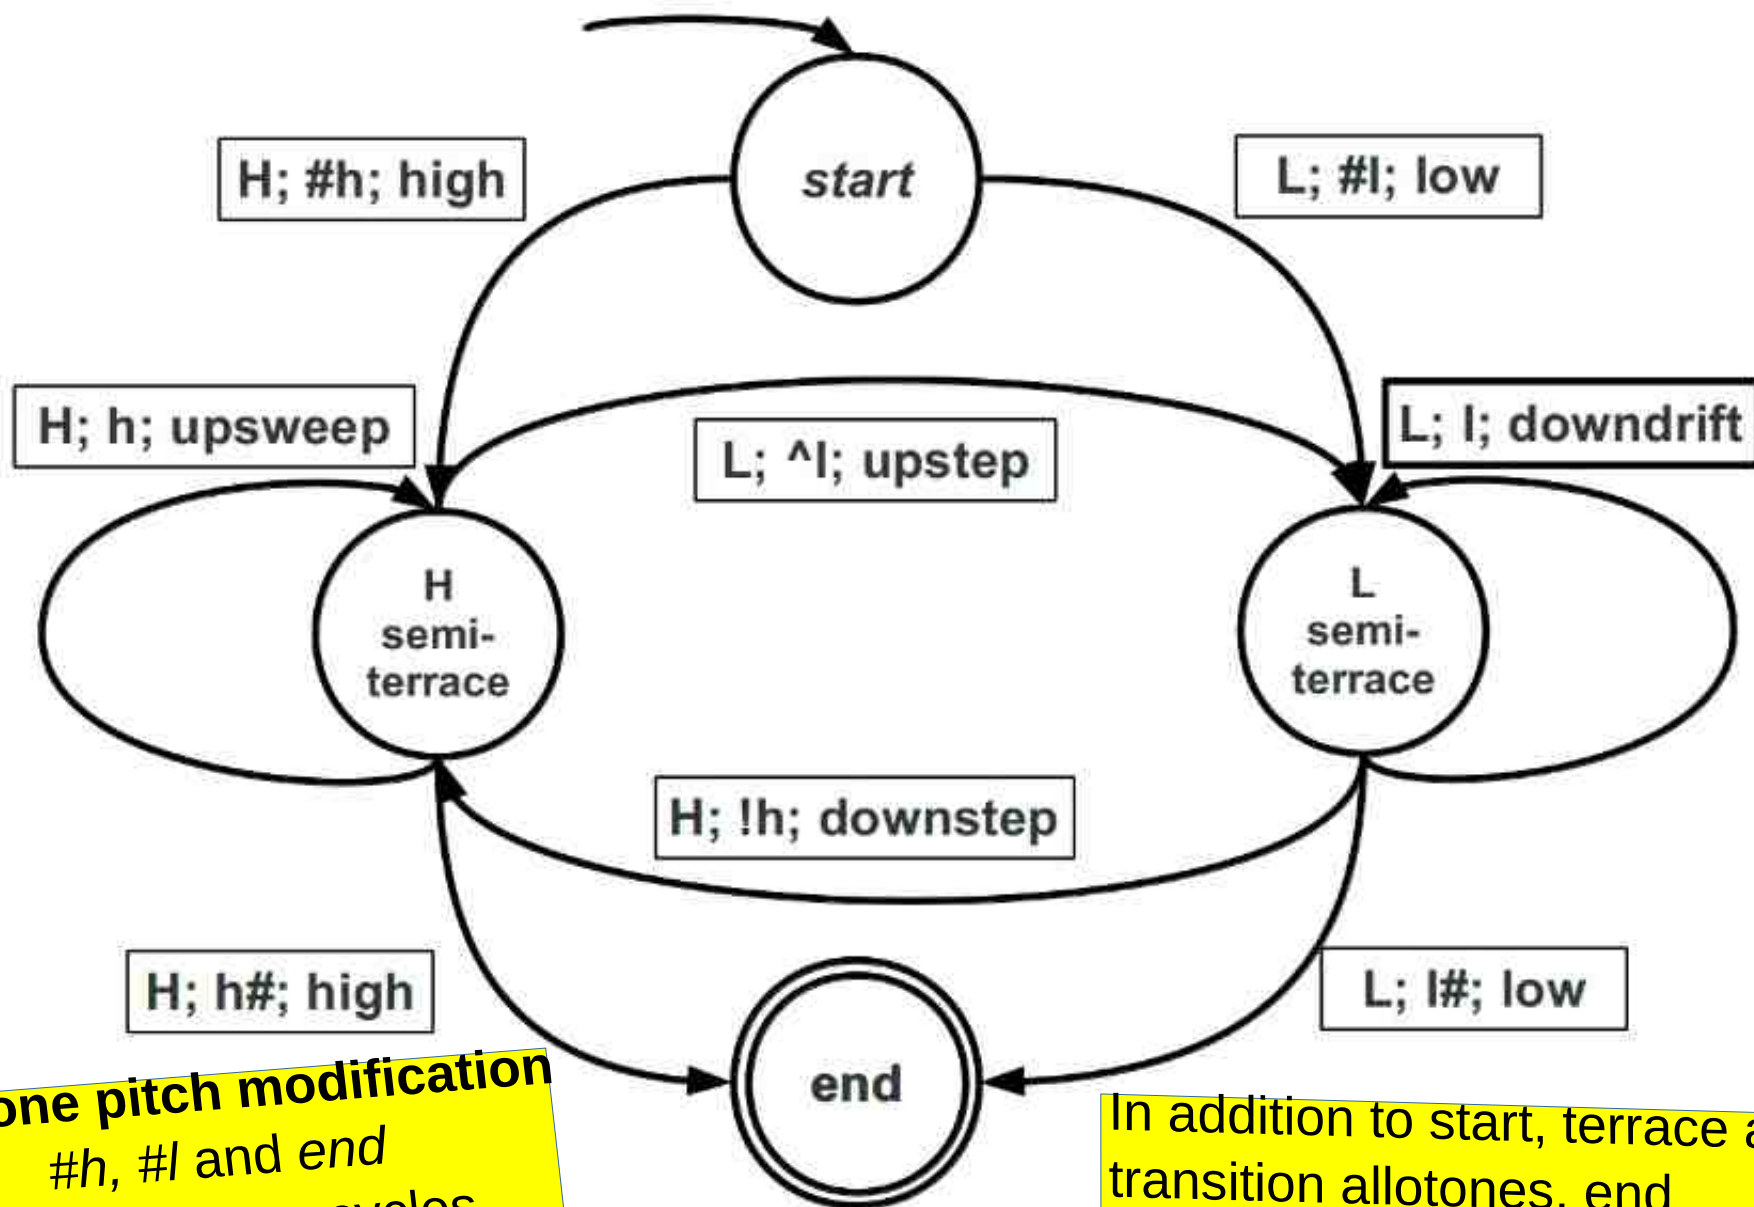 start
H; #h; high
L; #l; low
H; h; upsweep
L; ^l; upstep
L; l; downdrift
H
semi-
terrace
L
semi-
terrace
H; !h; downstep
H; h#; high
L; l#; low
end
one pitch modification
#h, #l and end
cycles
In addition to start, terrace a
transition allotones, end